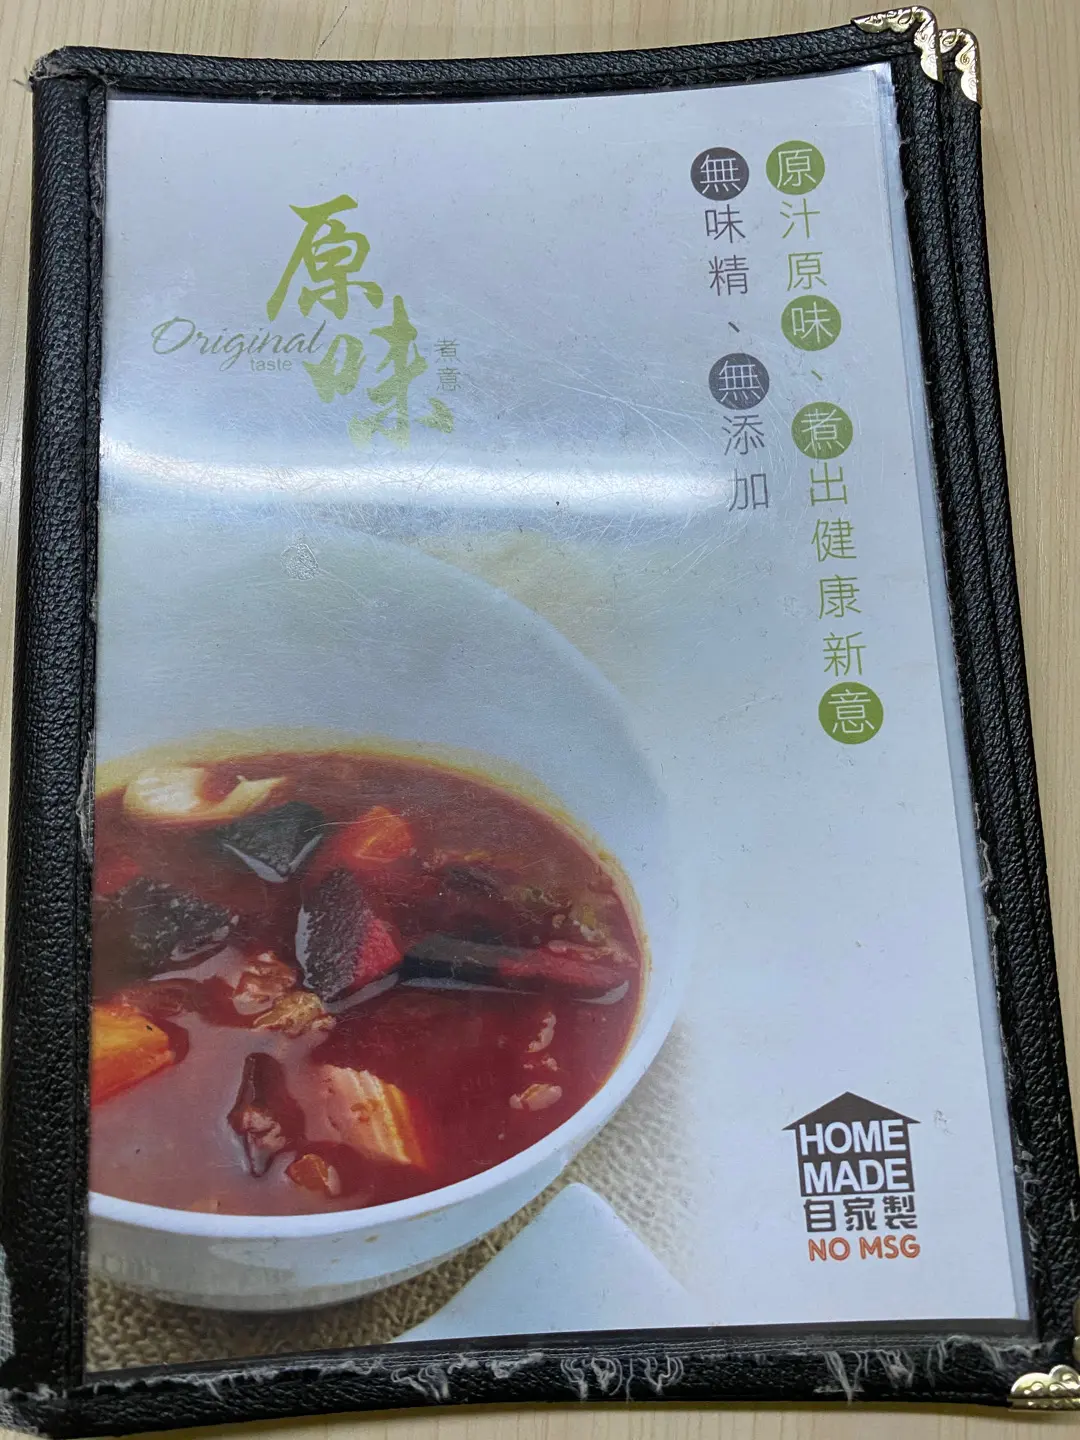 原汁原味、煮出健康新意
無味精、無添加
原味
Original
taste
煮意
HOME
MADE
自家製
NO MSG